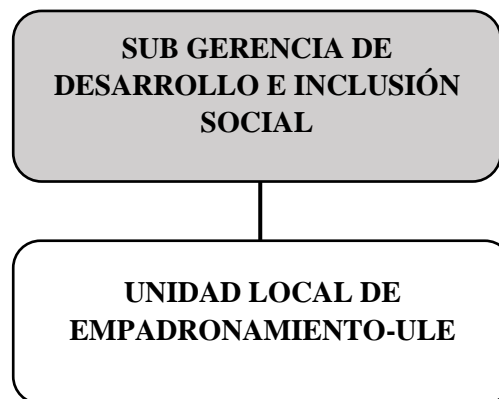 SUB GERENCIA DE
DESARROLLO E INCLUSIÓN
SOCIAL
UNIDAD LOCAL DE
EMPADRONAMIENTO-ULE